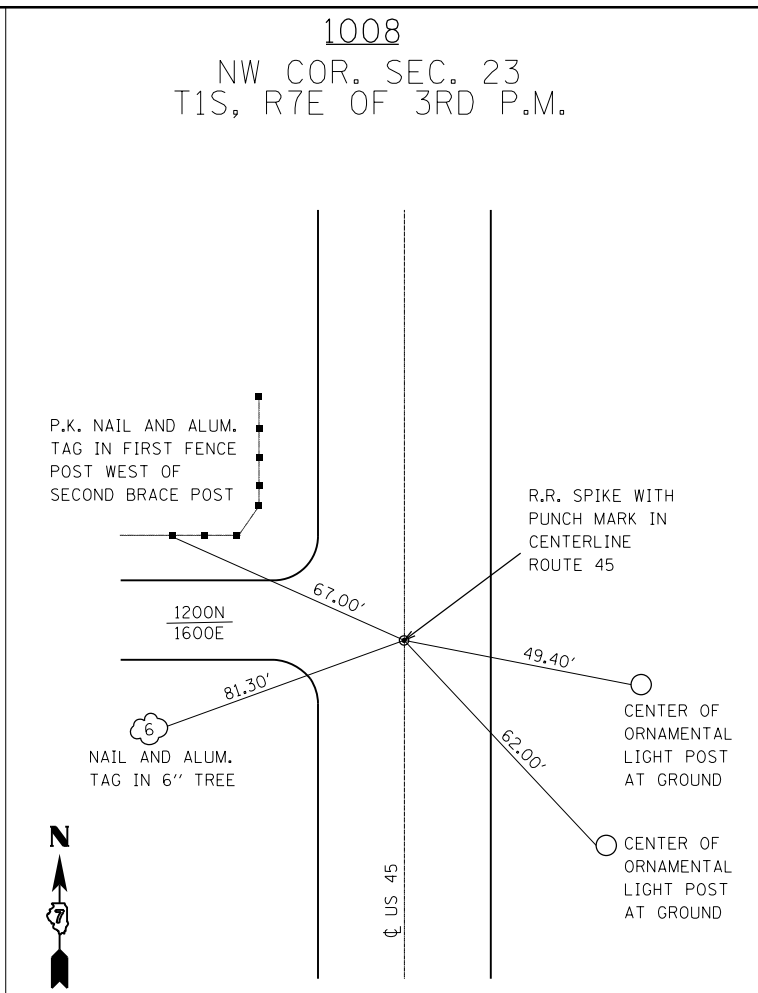 1008
NW COR. SEC. 23
T1S, R7E OF 3RD P.M.
P.K. NAIL AND ALUM.
TAG IN FIRST FENCE
POST WEST OF
SECOND BRACE POST
R.R. SPIKE WITH
PUNCH MARK IN
CENTERLINE
ROUTE 45
67.00'
1200N
1600E
49.40'
81.30'
6
NAIL AND ALUM.
TAG IN 6'' TREE
62.00'
CENTER OF
ORNAMENTAL
LIGHT POST
AT GROUND
CENTER OF
ORNAMENTAL
LIGHT POST
AT GROUND
℄ US 45
N
7